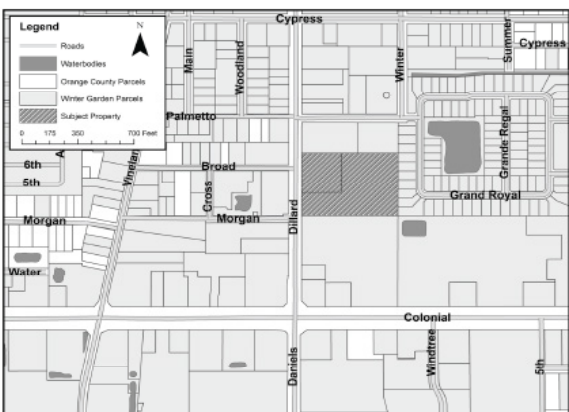 Legend
N
Roads
Waterbodies
Orange County Parcels
Winter Garden Parcels
Subject Property
0 175 350 700 Feet
Cypress
Main
Woodland
Winter
Summer
Cypress
Palmetto
Vineland
Broad
Cross
Dillard
Grande Regal
Grand Royal
6th
5th
A
Morgan
Morgan
Water
Colonial
Daniels
Windtree
5th